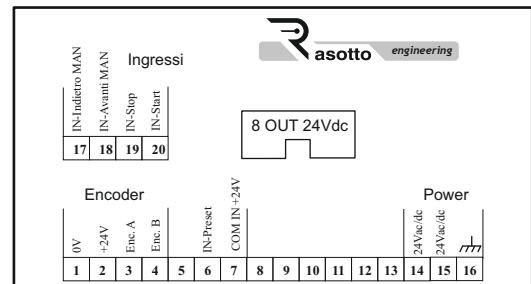 Rasotto engineering
Ingressi
IN-Indietro MAN
IN-Avanti MAN
IN-Stop
IN-Start
17 18 19 20
8 OUT 24Vdc
Encoder
Power
0V
+24V
Enc. A
Enc. B
IN-Preset
COM IN +24V
24Vac/dc
24Vac/dc
1 2 3 4 5 6 7 8 9 10 11 12 13 14 15 16